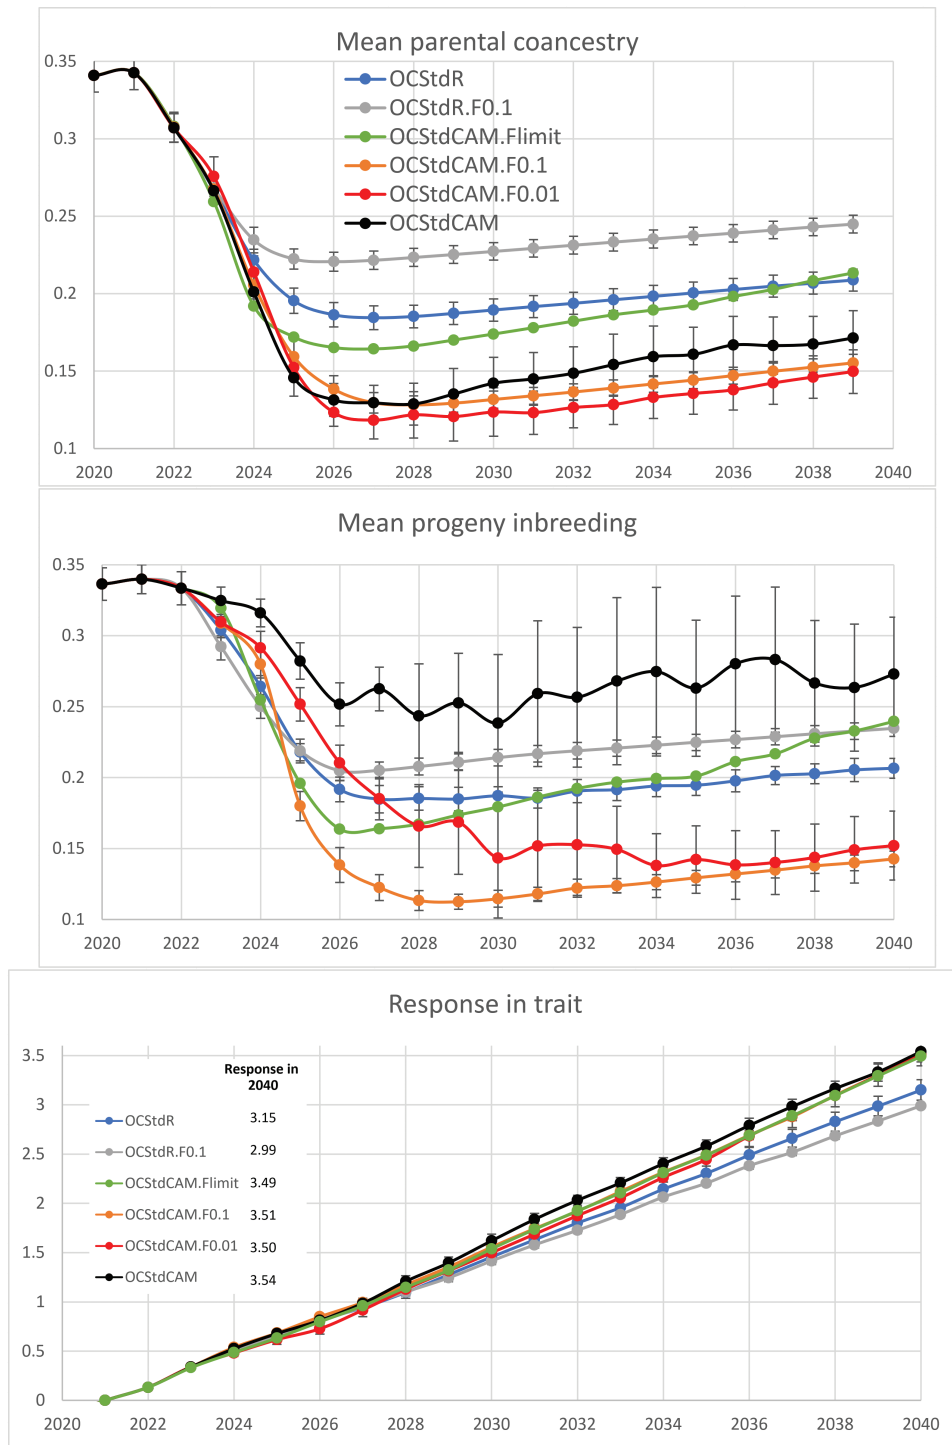 Mean parental coancestry
0.35
0.3
0.25
0.2
0.15
0.1
OCStdR
OCStdR.F0.1
OCStdCAM.Flimit
OCStdCAM.F0.1
OCStdCAM.F0.01
OCStdCAM
2020 2022 2024 2026 2028 2030 2032 2034 2036 2038 2040
Mean progeny inbreeding
0.35
0.3
0.25
0.2
0.15
0.1
2020 2022 2024 2026 2028 2030 2032 2034 2036 2038 2040
Response in trait
3.5
3
2.5
2
1.5
1
0.5
0
Response in
2040
OCStdR 3.15
OCStdR.F0.1 2.99
OCStdCAM.Flimit 3.49
OCStdCAM.F0.1 3.51
OCStdCAM.F0.01 3.50
OCStdCAM 3.54
2020 2022 2024 2026 2028 2030 2032 2034 2036 2038 2040